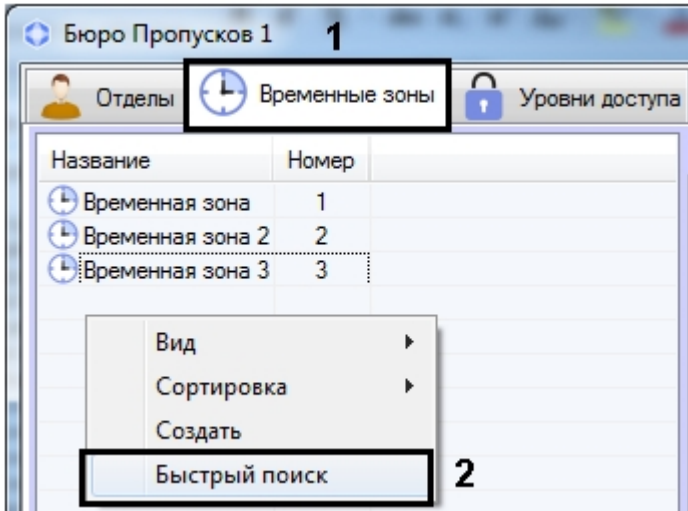 Бюро Пропусков 1
1
Отделы Временные зоны Уровни доступа
Название Номер
Временная зона 1
Временная зона 2 2
Временная зона 3 3
Вид
Сортировка
Создать
Быстрый поиск 2